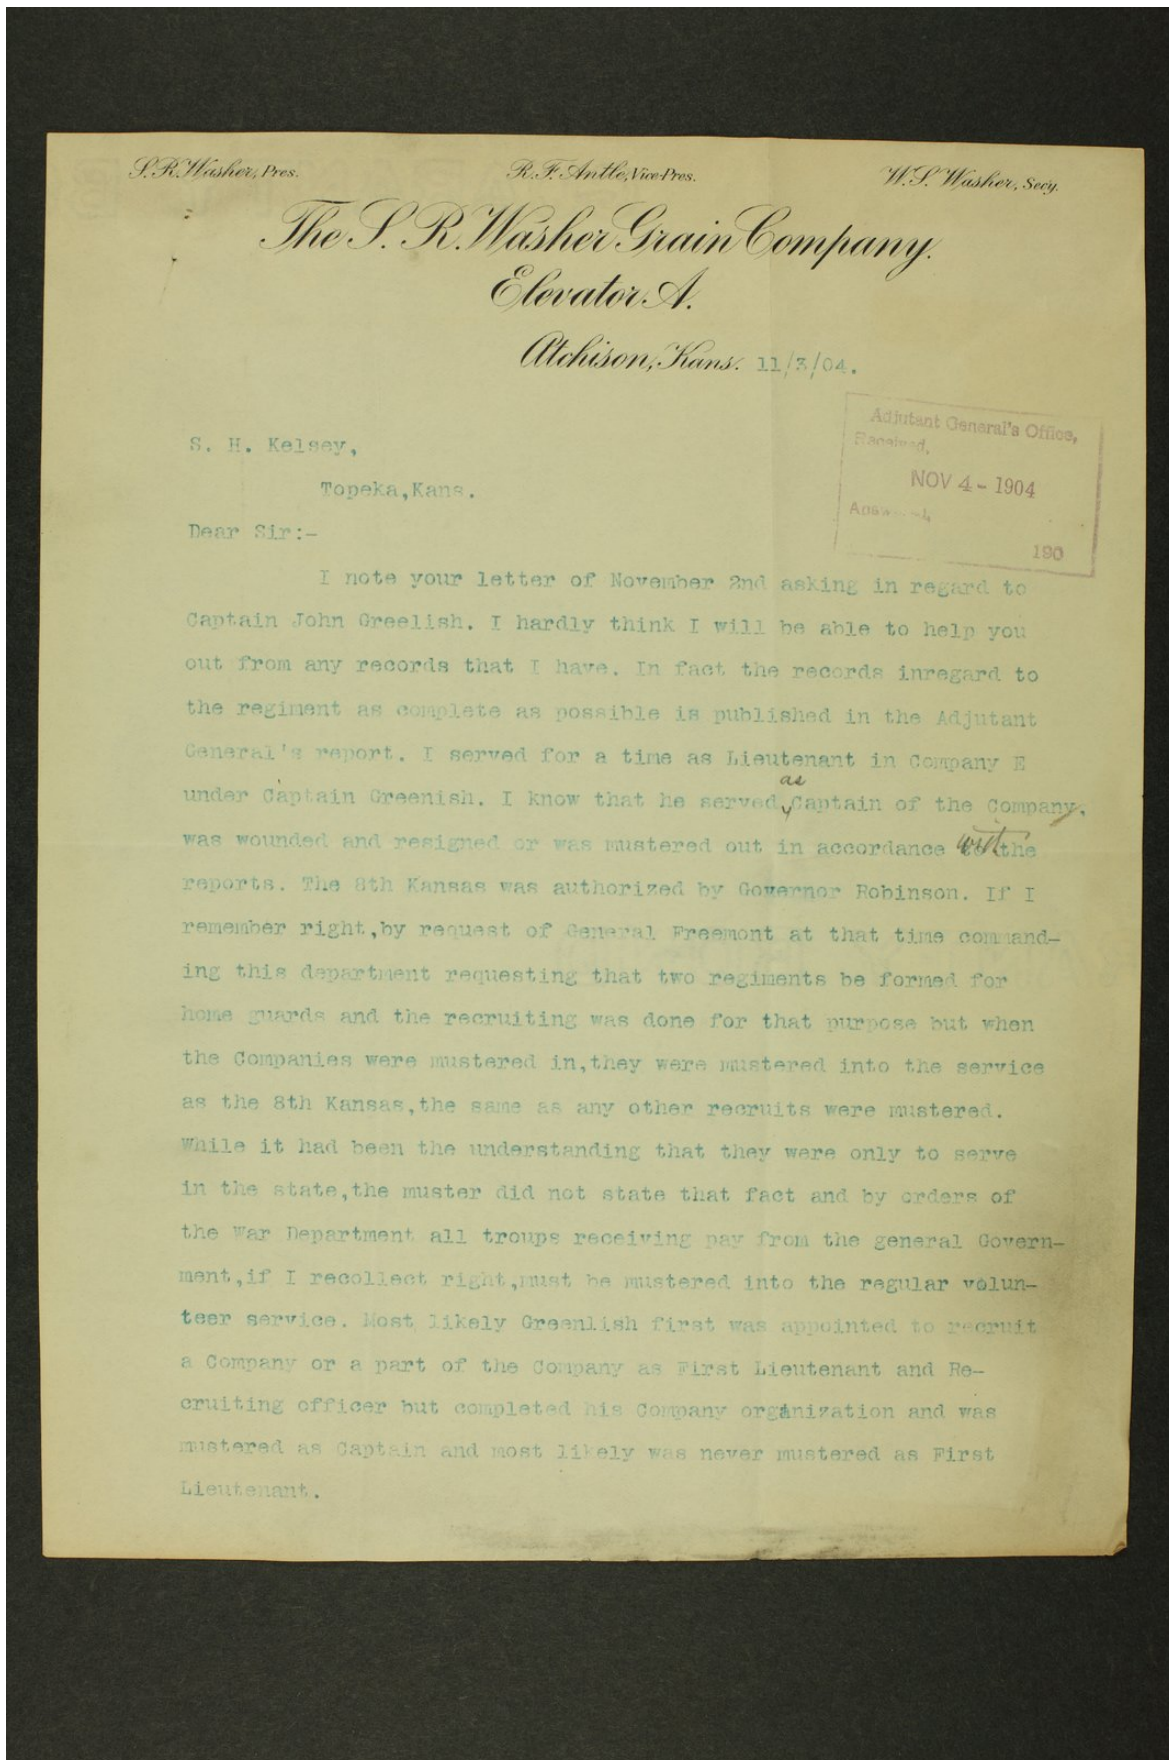 S. R. Washer, Pres. R. F. Antle, Vice-Pres. W. S. Washer, Secy.
The S. R. Washer Grain Company.
Elevator A.
Atchison, Kans. 11/3/04.
Adjutant General's Office,
Received,
NOV 4- 1904
Answered,
190
S. H. Kelsey,
Topeka,Kans.
Dear Sir:-
I note your letter of November 2nd asking in regard to
Captain John Greelish. I hardly think I will be able to help you
out from any records that I have. In fact the records inregard to
the regiment as complete as possible is published in the Adjutant
General's report. I served for a time as Lieutenant in Company E
under Captain Greenish. I know that he served as Captain of the Company,
was wounded and resigned or was mustered out in accordance with the
reports. The 8th Kansas was authorized by Governor Robinson. If I
remember right,by request of General Freemont at that time command-
ing this department requesting that two regiments be formed for
home guards and the recruiting was done for that purpose but when
the Companies were mustered in,they were mustered into the service
as the 8th Kansas,the same as any other recruits were mustered.
While it had been the understanding that they were only to serve
in the state,the muster did not state that fact and by orders of
the War Department all troups receiving pay from the general Govern-
ment,if I recollect right,must be mustered into the regular volun-
teer service. Most likely Greenlish first was appointed to recruit
a Company or a part of the Company as First Lieutenant and Re-
cruiting officer but completed his Company organization and was
mustered as Captain and most likely was never mustered as First
Lieutenant.